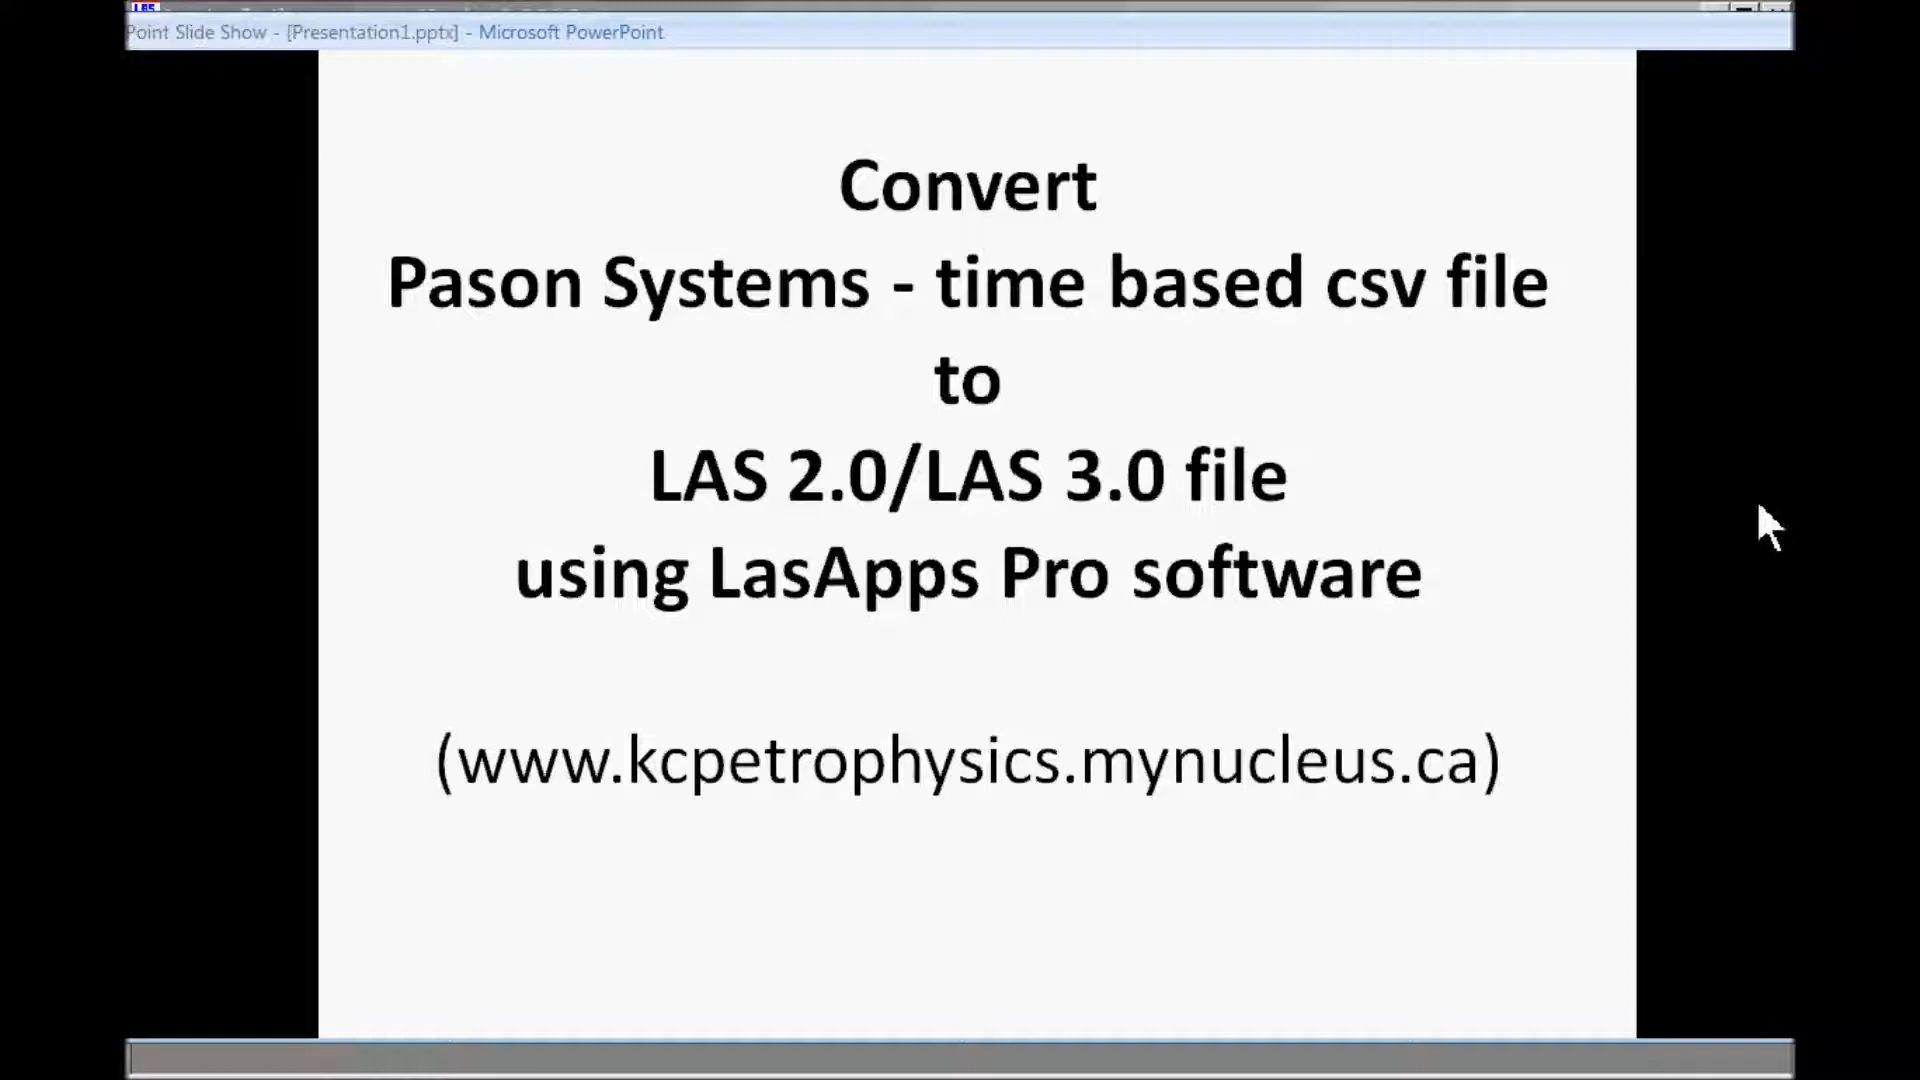 LAS
Point Slide Show - [Presentation1.pptx] - Microsoft PowerPoint
Convert
Pason Systems - time based csv file
to
LAS 2.0/LAS 3.0 file
using LasApps Pro software
(www.kcpetrophysics.mynucleus.ca)